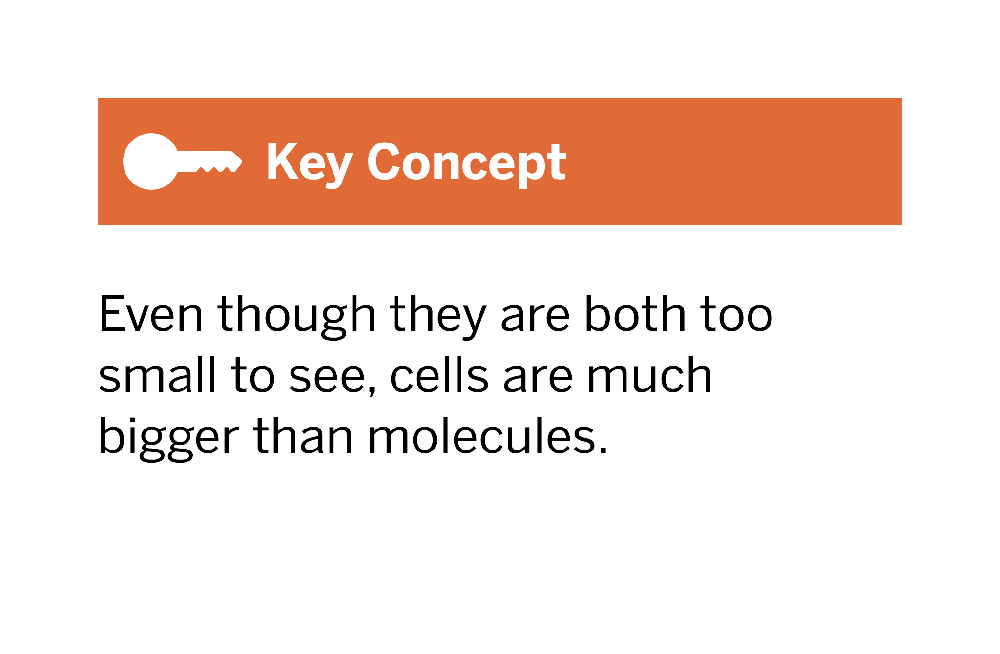 Key Concept
Even though they are both too
small to see, cells are much
bigger than molecules.